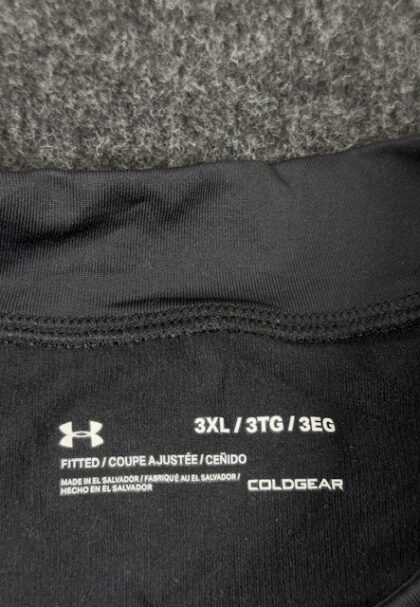 3XL / 3TG / 3EG
FITTED / COUPE AJUSTÉE / CEÑIDO
MADE IN EL SALVADOR / FABRIQUÉ AU EL SALVADOR /
HECHO EN EL SALVADOR
COLDGEAR